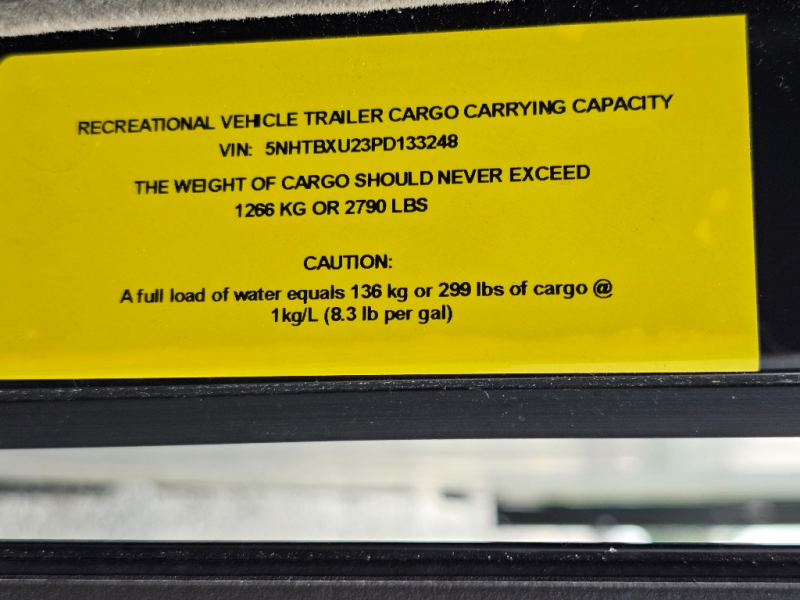 RECREATIONAL VEHICLE TRAILER CARGO CARRYING CAPACITY
VIN: 5NHTBXU23PD133248
THE WEIGHT OF CARGO SHOULD NEVER EXCEED
1266 KG OR 2790 LBS
CAUTION:
A full load of water equals 136 kg or 299 lbs of cargo @
1kg/L (8.3 lb per gal)